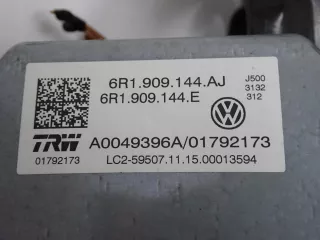 6R1.909.144.AJ
6R1.909.144.E
J500
3132
312
TRW
A0049396A/01792173
01792173
LC2-59507.11.15.00013594